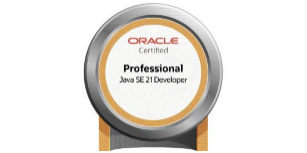 ORACLE
Certified
Professional
Java SE 21 Developer